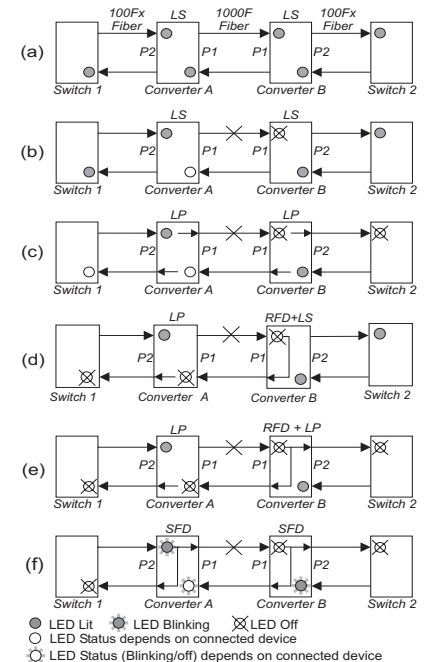 100Fx Fiber LS 1000F Fiber LS 100Fx Fiber
(a) P2 P1 P1 P2
Switch 1 Converter A Converter B Switch 2
LS LS
(b) P2 P1 P1 P2
Switch 1 Converter A Converter B Switch 2
LP LP
(c) P2 P1 P1 P2
Switch 1 Converter A Converter B Switch 2
LP RFD+LS
(d) P2 P1 P1 P2
Switch 1 Converter A Converter B Switch 2
LP RFD + LP
(e) P2 P1 P1 P2
Switch 1 Converter A Converter B Switch 2
SFD SFD
(f) P2 P1 P1 P2
Switch 1 Converter A Converter B Switch 2
LED Lit LED Blinking LED Off
LED Status depends on connected device
LED Status (Blinking/off) depends on connected device